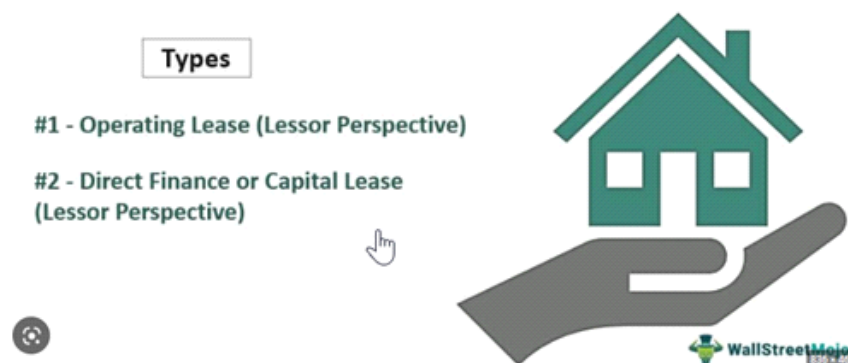 Types
#1 - Operating Lease (Lessor Perspective)
#2 - Direct Finance or Capital Lease
(Lessor Perspective)
WallStreetMojo